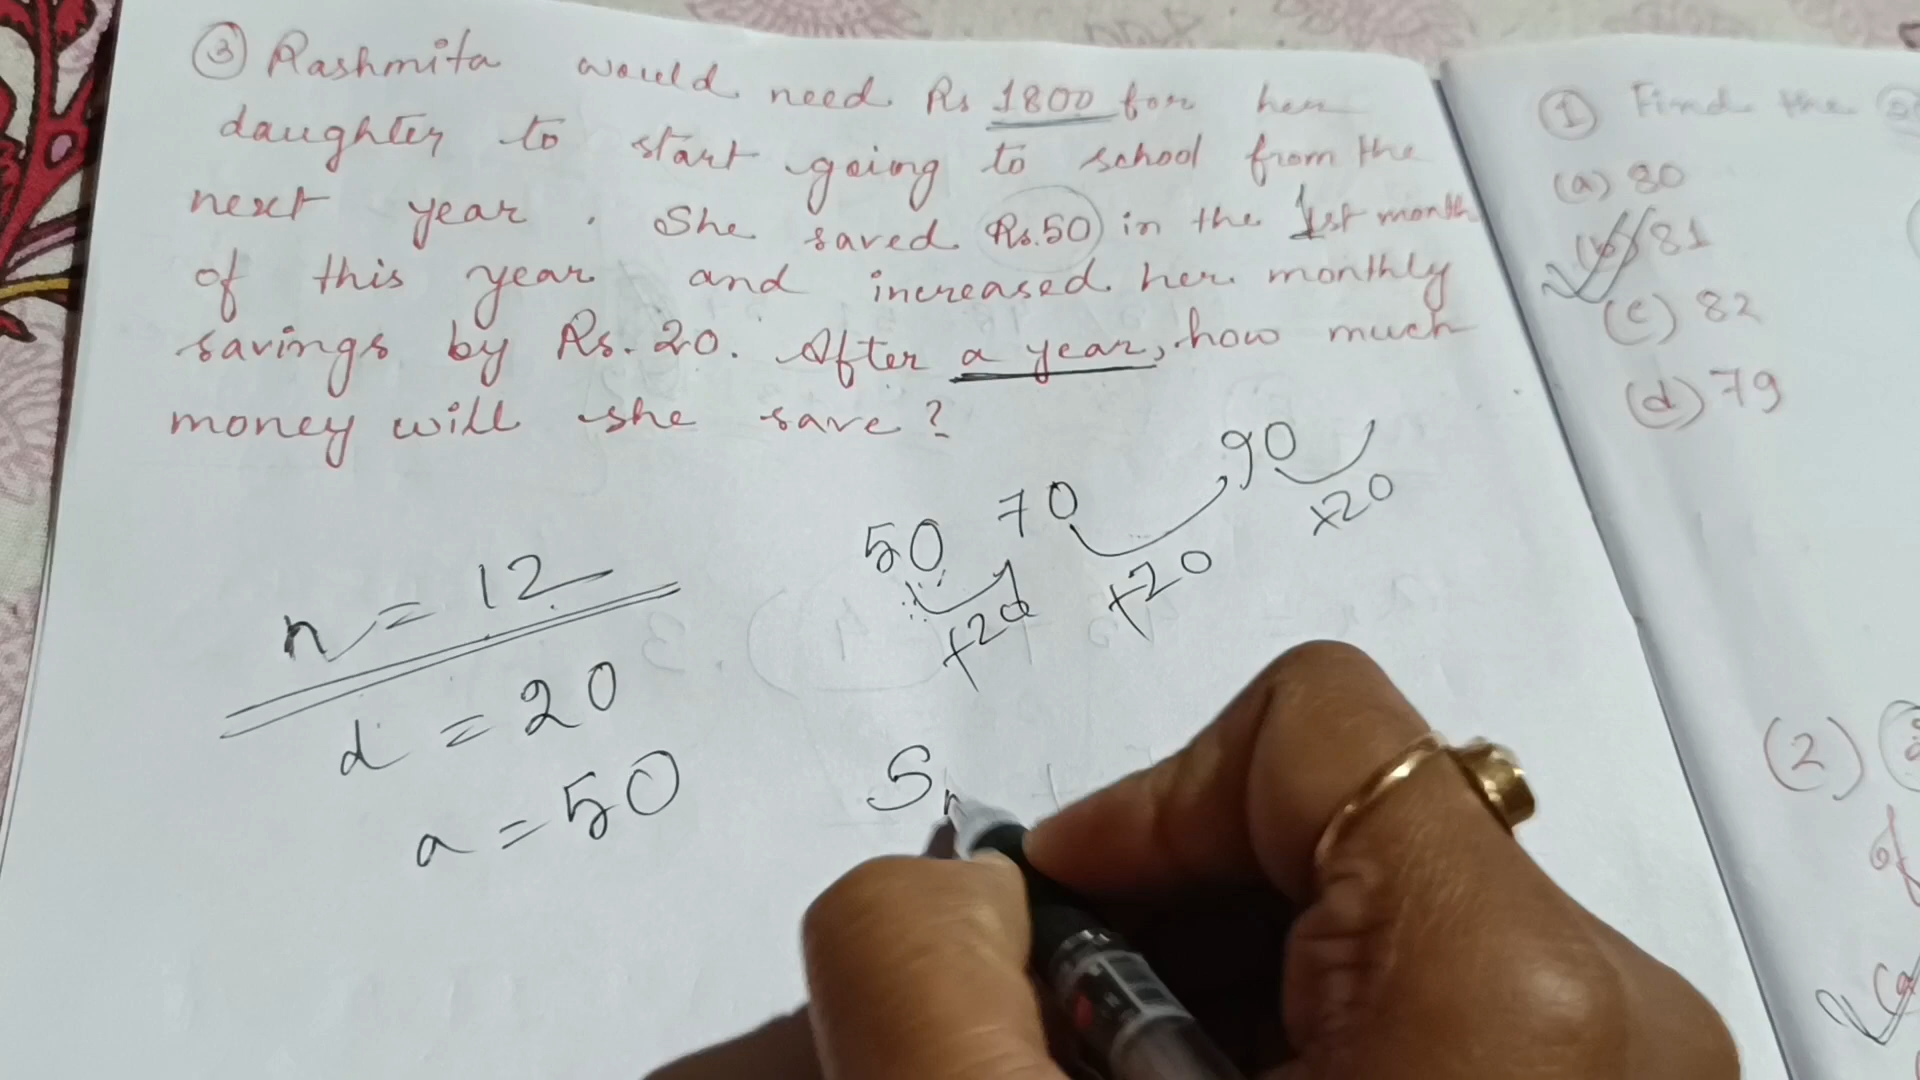 ③ Rashmita would need Rs 1800 for her
daughter to start going to school from the
next year. She saved Rs.50 in the 1st month
of this year and increased her monthly
savings by Rs.20. After a year, how much
money will she save?
50 70 90
+20 +20 +20
n = 12
d = 20
a = 50
Sn
① Find the
(a) 80
(b) 81
(c) 82
(d) 79
(2)
of
(a)